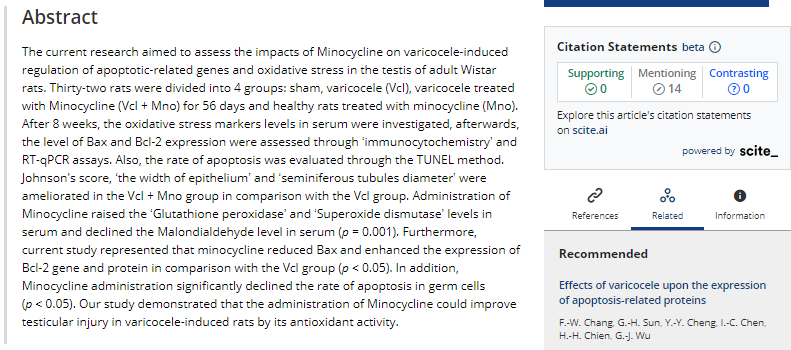 Abstract
The current research aimed to assess the impacts of Minocycline on varicocele-induced
regulation of apoptotic-related genes and oxidative stress in the testis of adult Wistar
rats. Thirty-two rats were divided into 4 groups: sham, varicocele (Vcl), varicocele treated
with Minocycline (Vcl + Mno) for 56 days and healthy rats treated with minocycline (Mno).
After 8 weeks, the oxidative stress markers levels in serum were investigated, afterwards,
the level of Bax and Bcl-2 expression were assessed through ‘immunocytochemistry’ and
RT-qPCR assays. Also, the rate of apoptosis was evaluated through the TUNEL method.
Johnson's score, ‘the width of epithelium’ and ‘seminiferous tubules diameter’ were
ameliorated in the Vcl + Mno group in comparison with the Vcl group. Administration of
Minocycline raised the ‘Glutathione peroxidase’ and ‘Superoxide dismutase’ levels in
serum and declined the Malondialdehyde level in serum (p = 0.001). Furthermore,
current study represented that minocycline reduced Bax and enhanced the expression of
Bcl-2 gene and protein in comparison with the Vcl group (p < 0.05). In addition,
Minocycline administration significantly declined the rate of apoptosis in germ cells
(p < 0.05). Our study demonstrated that the administration of Minocycline could improve
testicular injury in varicocele-induced rats by its antioxidant activity.
Citation Statements beta
Supporting Mentioning Contrasting
0 14 0
Explore this article's citation statements
on scite.ai
powered by scite_
References Related Information
Recommended
Effects of varicocele upon the expression
of apoptosis-related proteins
F.-W. Chang, G.-H. Sun, Y.-Y. Cheng, I.-C. Chen,
H.-H. Chien, G.-J. Wu